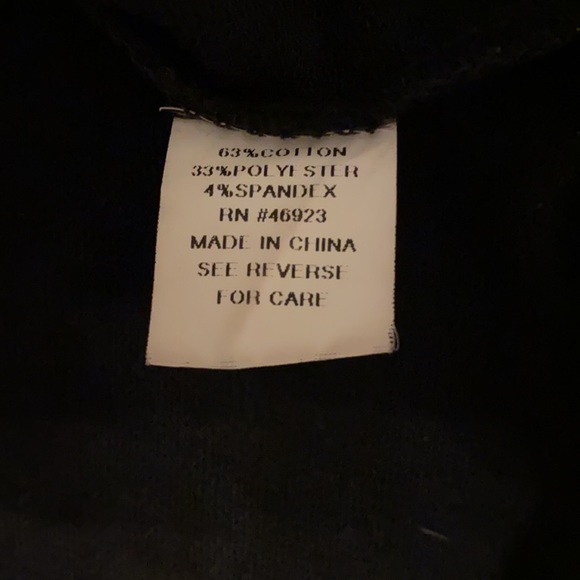 63%COTTON
33%POLYESTER
4%SPANDEX
RN #46923
MADE IN CHINA
SEE REVERSE
FOR CARE